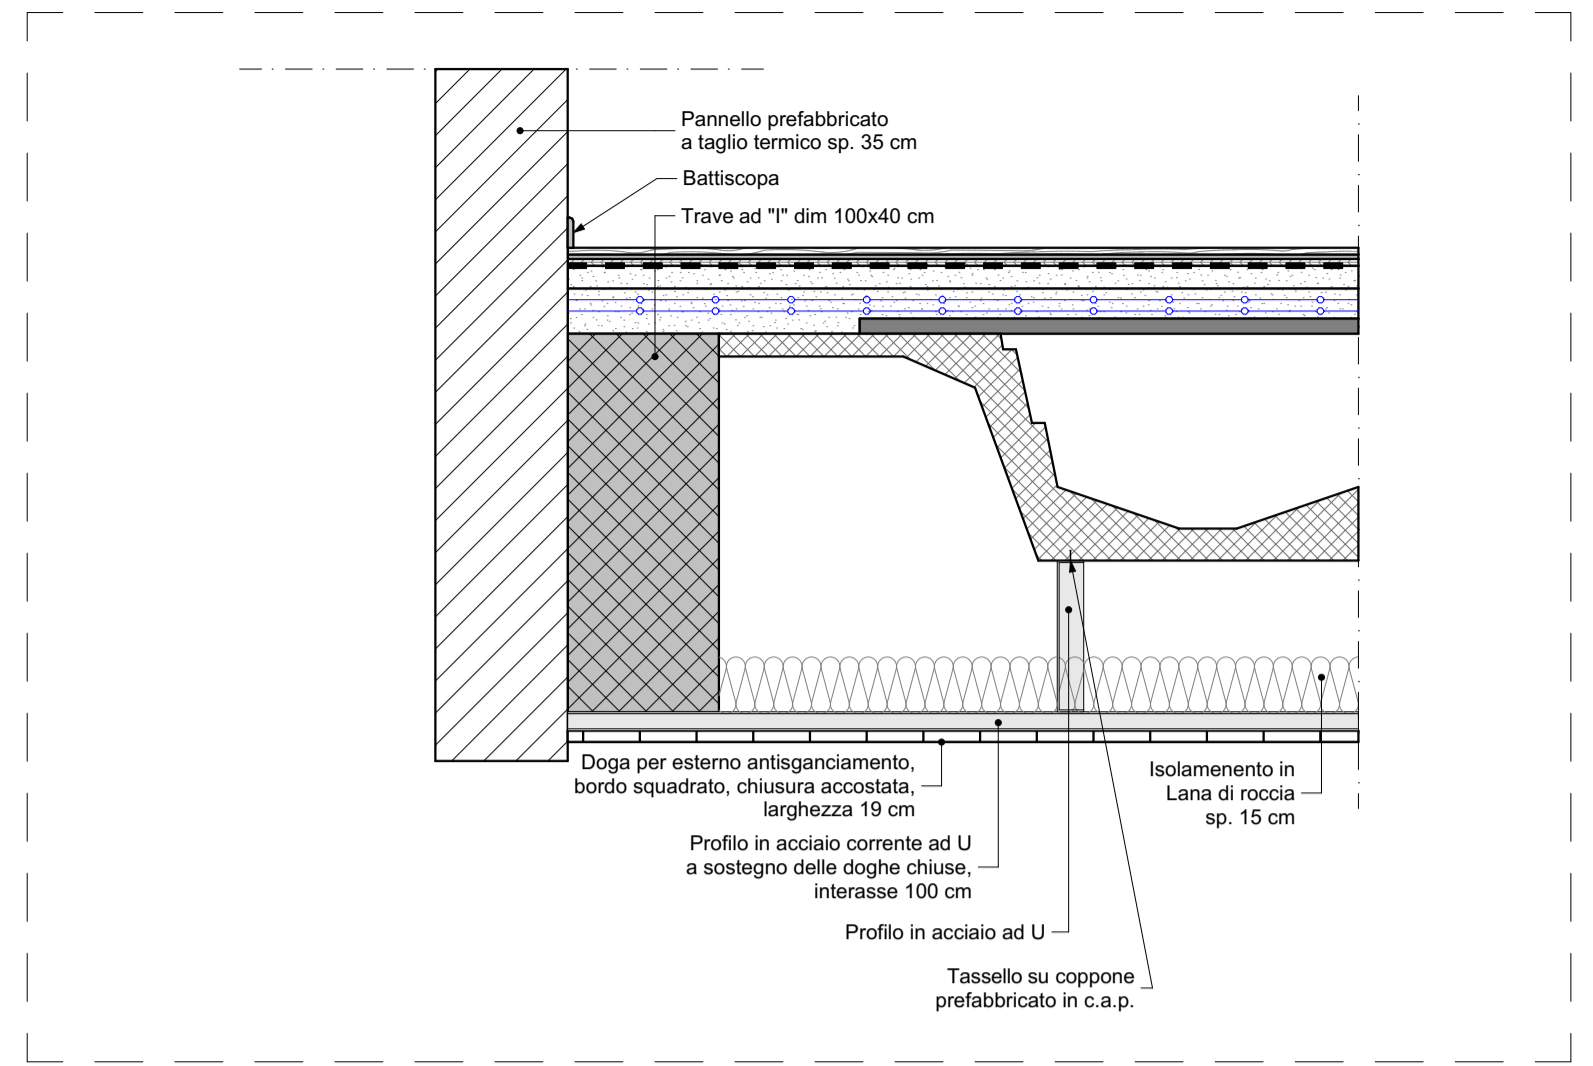 Pannello prefabbricato
a taglio termico sp. 35 cm
Battiscopa
Trave ad "I" dim 100x40 cm
Doga per esterno antisganciamento,
bordo squadrato, chiusura accostata,
larghezza 19 cm
Isolamenento in
Lana di roccia
sp. 15 cm
Profilo in acciaio corrente ad U
a sostegno delle doghe chiuse,
interasse 100 cm
Profilo in acciaio ad U
Tassello su coppone
prefabbricato in c.a.p.